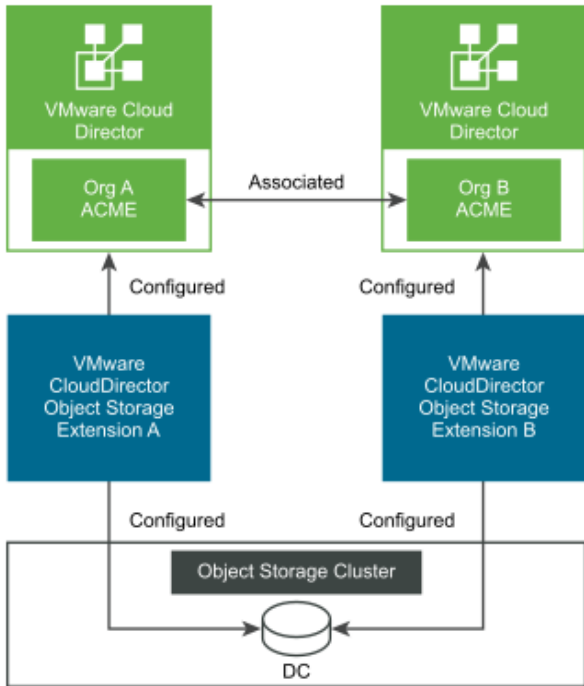 VMware Cloud
Director
VMware Cloud
Director
Org A
ACME
Associated
Org B
ACME
Configured
Configured
VMware
CloudDirector
Object Storage
Extension A
VMware
CloudDirector
Object Storage
Extension B
Configured
Configured
Object Storage Cluster
DC